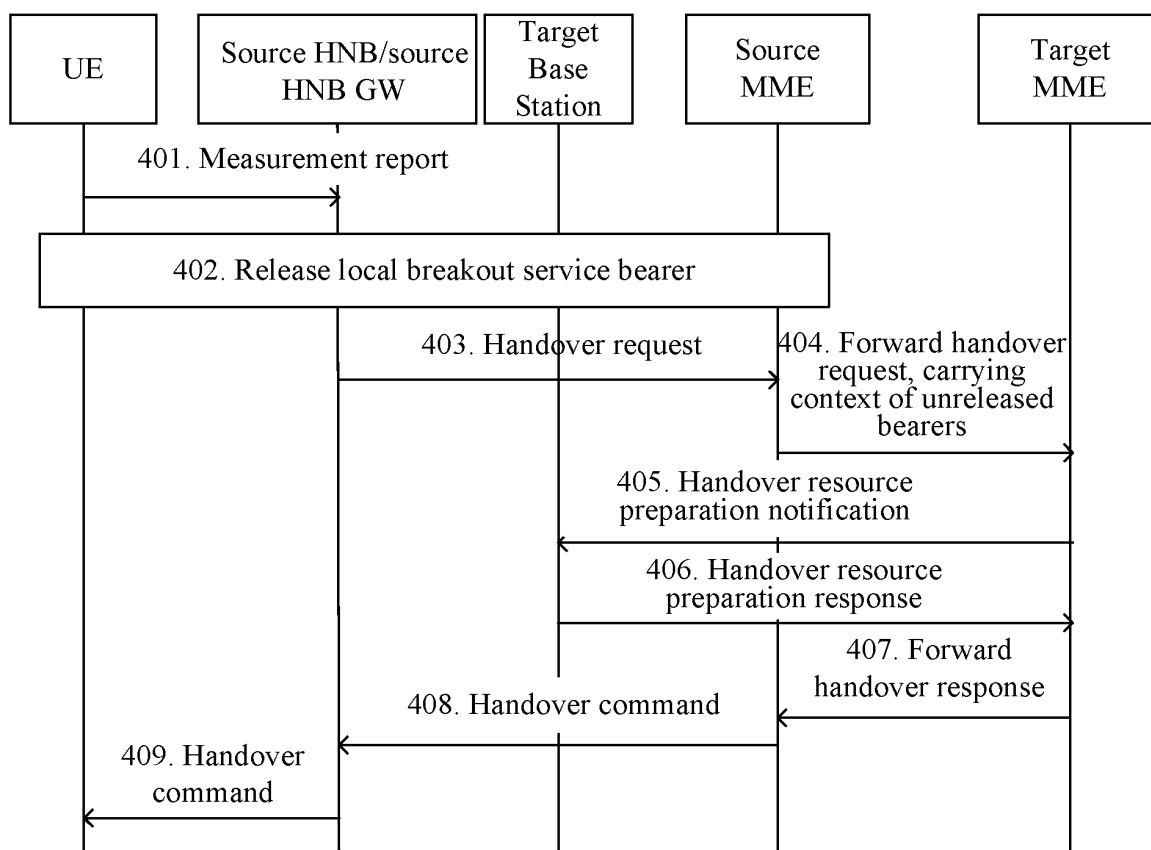 UE
Source HNB/source
HNB GW
Target
Base
Station
Source
MME
Target
MME
401. Measurement report
402. Release local breakout service bearer
403. Handover request
404. Forward handover
request, carrying
context of unreleased
bearers
405. Handover resource
preparation notification
406. Handover resource
preparation response
407. Forward
handover response
408. Handover command
409. Handover
command